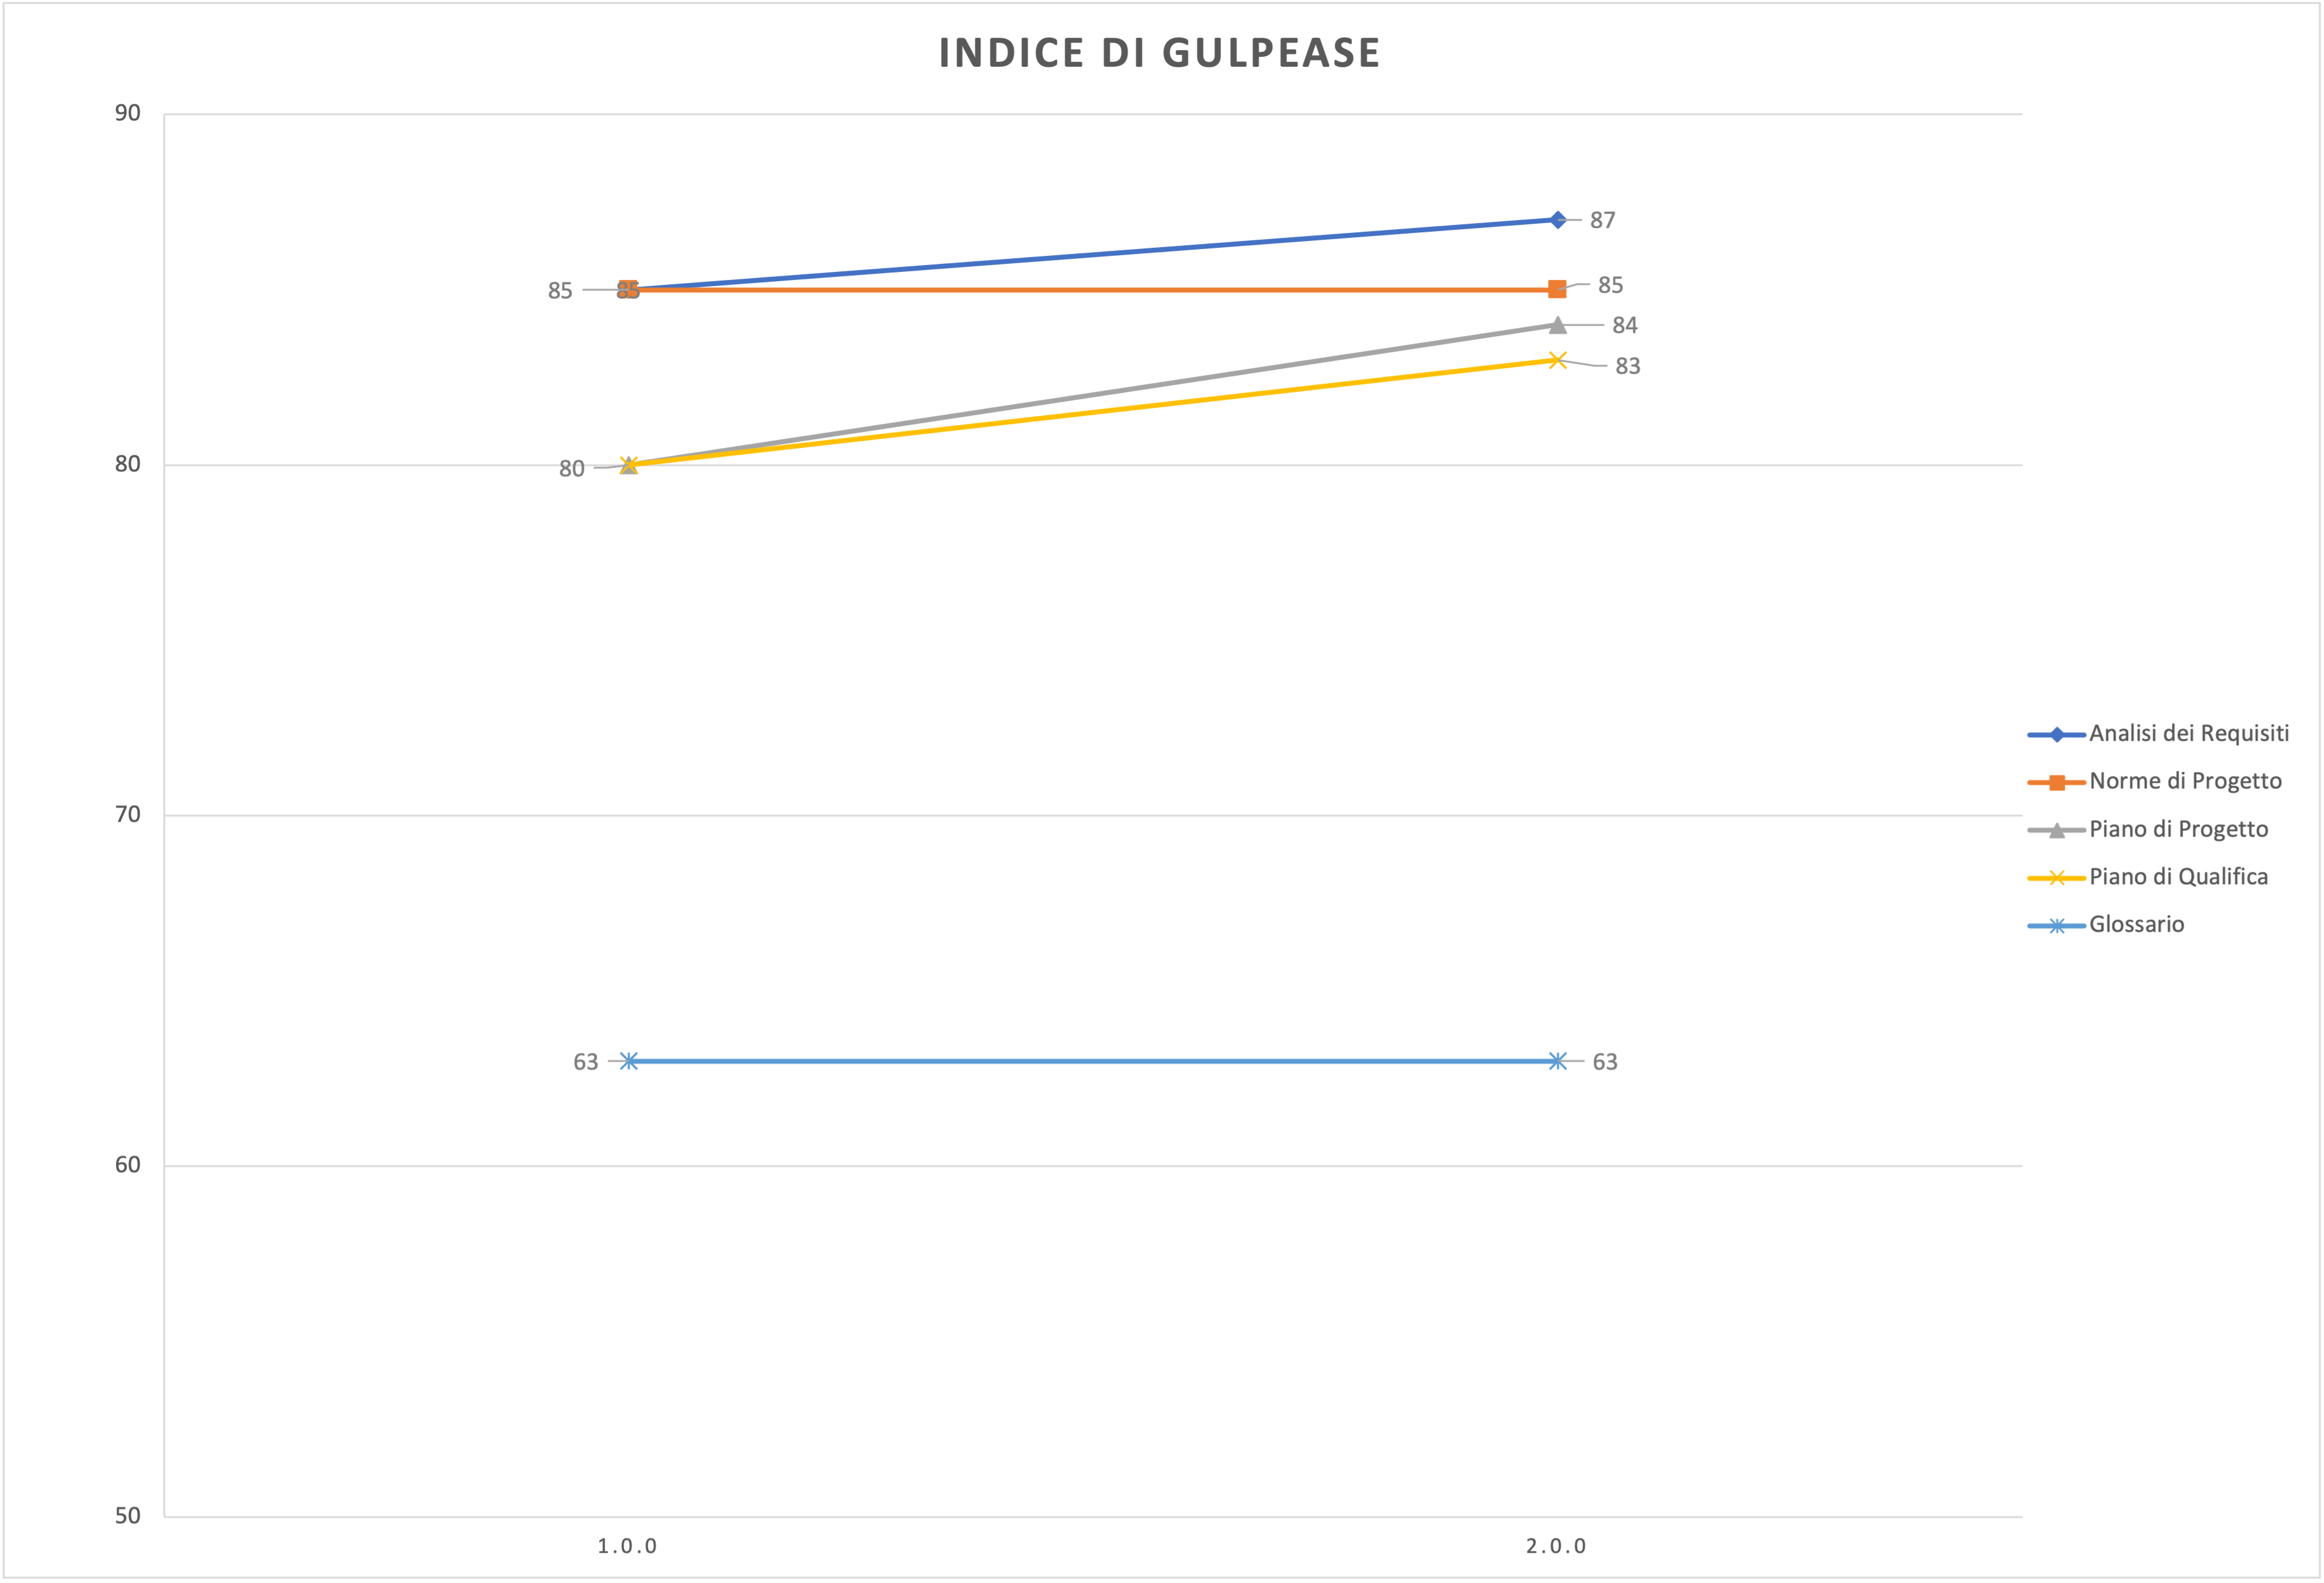 INDICE DI GULPEASE
90
87
85
85
85
84
83
80
80
70
63
63
60
50
1.0.0
2.0.0
Analisi dei Requisiti
Norme di Progetto
Piano di Progetto
Piano di Qualifica
Glossario